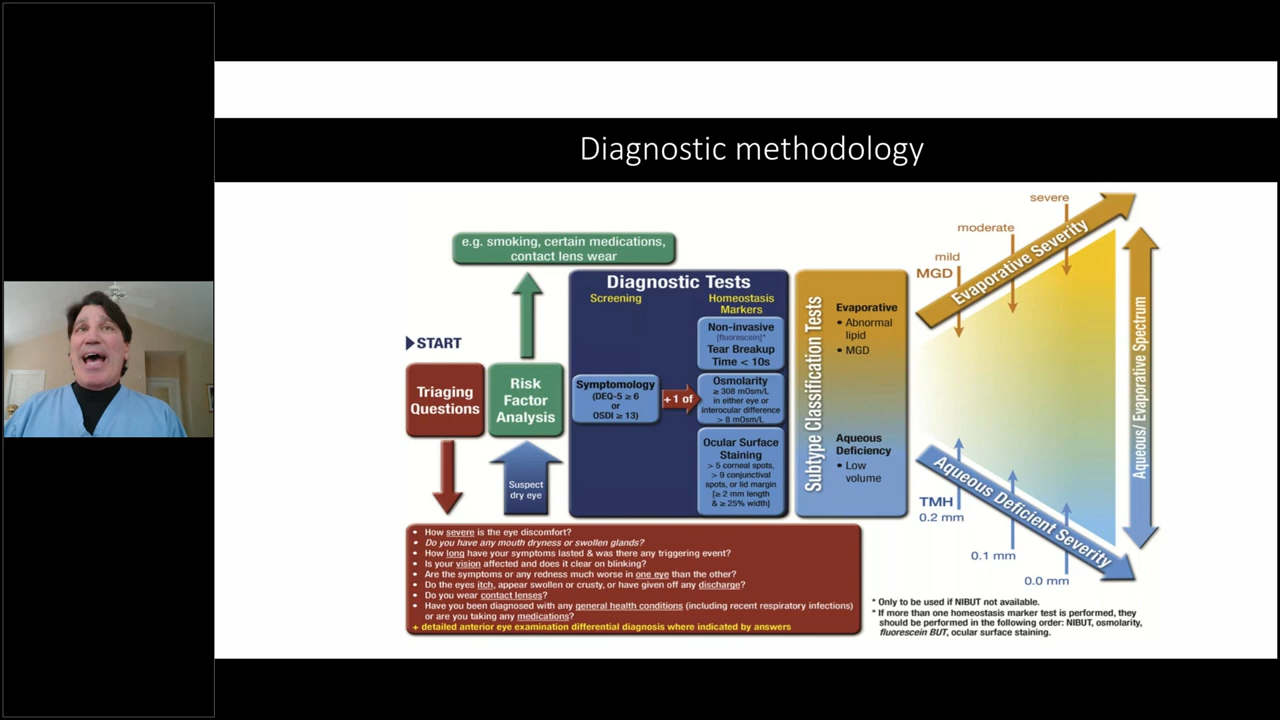 Diagnostic methodology
e.g. smoking, certain medications,
contact lens wear
START
Triaging
Questions
Risk
Factor
Analysis
Suspect
dry eye
Diagnostic Tests
Screening
Homeostasis
Markers
Symptomology
(DEQ-5 ≥ 6
or
OSDI ≥ 13)
+1 of
Non-invasive
[fluorescein]*
Tear Breakup
Time < 10s
Osmolarity
≥ 308 mOsm/L
in either eye or
interocular difference
> 8 mOsm/L
Ocular Surface
Staining
> 5 corneal spots,
> 9 conjunctival
spots, or lid margin
[≥ 2 mm length
& ≥ 25% width]
Subtype Classification Tests
Evaporative
• Abnormal
lipid
• MGD
Aqueous
Deficiency
• Low
volume
severe
moderate
mild
MGD
Evaporative Severity
Aqueous/ Evaporative Spectrum
Aqueous Deficient Severity
TMH
0.2 mm
0.1 mm
0.0 mm
• How severe is the eye discomfort?
• Do you have any mouth dryness or swollen glands?
• How long have your symptoms lasted & was there any triggering event?
• Is your vision affected and does it clear on blinking?
• Are the symptoms or any redness much worse in one eye than the other?
• Do the eyes itch, appear swollen or crusty, or have given off any discharge?
• Do you wear contact lenses?
• Have you been diagnosed with any general health conditions (including recent respiratory infections)
or are you taking any medications?
+ detailed anterior eye examination differential diagnosis where indicated by answers
* Only to be used if NIBUT not available.
* If more than one homeostasis marker test is performed, they
should be performed in the following order: NIBUT, osmolarity,
fluorescein BUT, ocular surface staining.